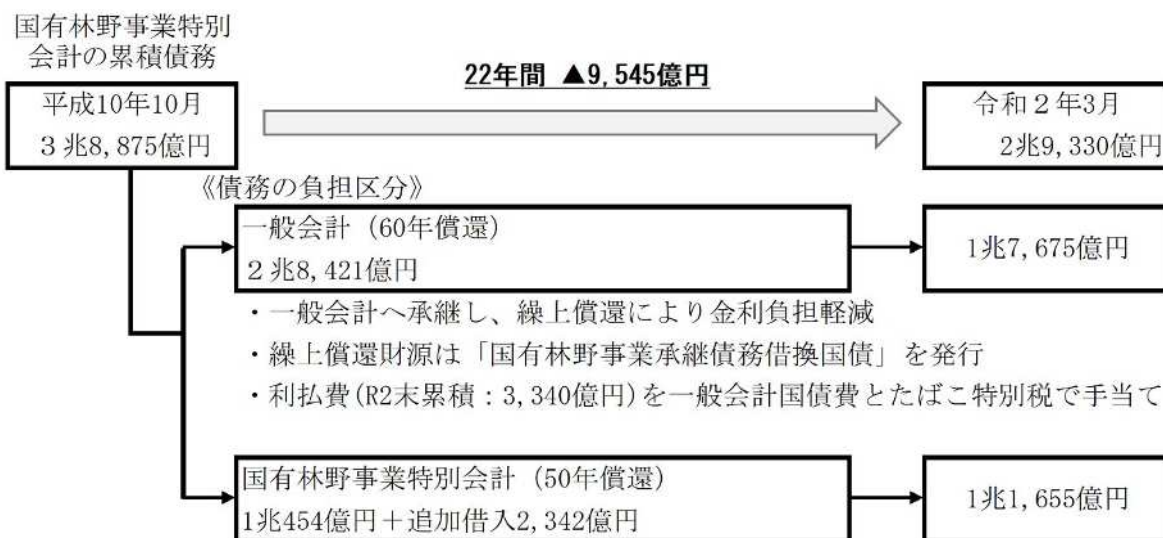 国有林野事業特別
会計の累積債務
22年間 ▲9,545億円
平成10年10月
3兆8,875億円
令和2年3月
2兆9,330億円
《債務の負担区分》
一般会計（60年償還）
2兆8,421億円
1兆7,675億円
・一般会計へ承継し、繰上償還により金利負担軽減
・繰上償還財源は「国有林野事業承継債務借換国債」を発行
・利払費(R2末累積：3,340億円)を一般会計国債費とたばこ特別税で手当て
国有林野事業特別会計（50年償還）
1兆454億円＋追加借入2,342億円
1兆1,655億円